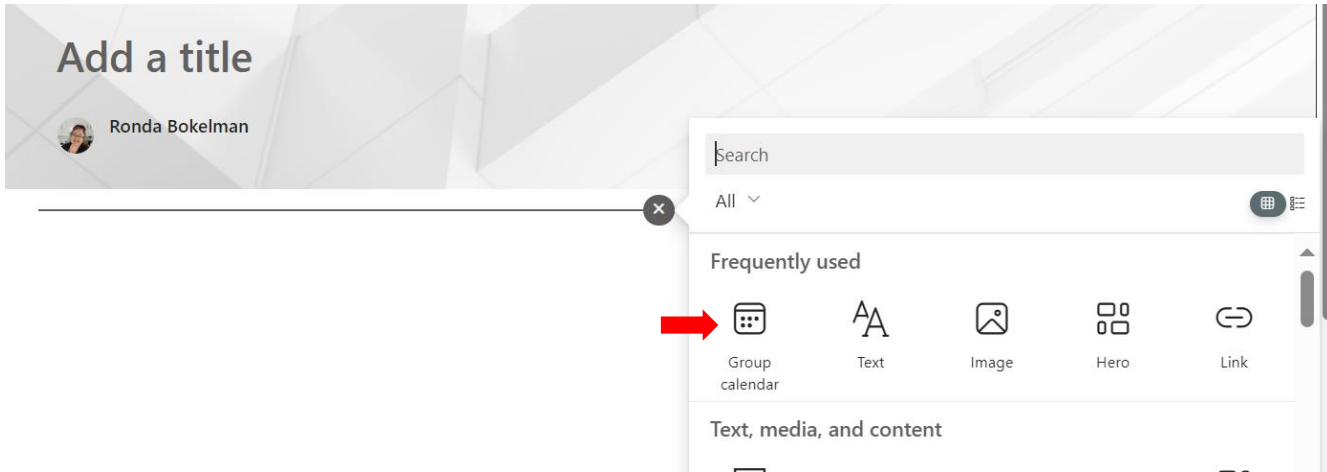 Add a title
Ronda Bokelman
Search
All
Frequently used
Group
calendar
Text
Image
Hero
Link
Text, media, and content